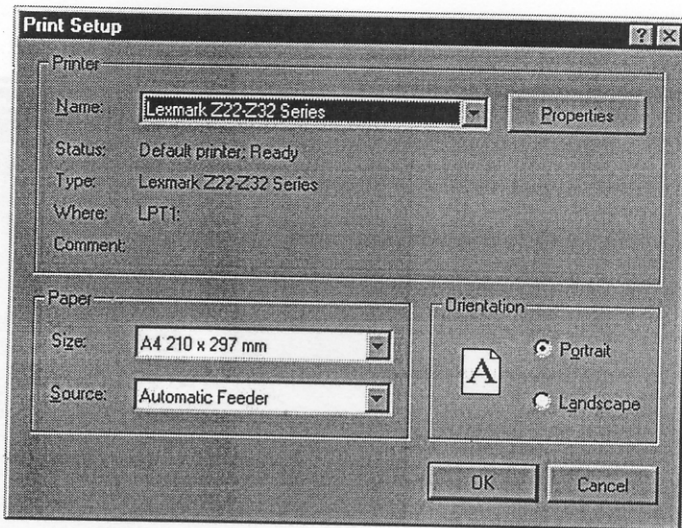 Print Setup
Printer
Name: Lexmark Z22-Z32 Series Properties
Status: Default printer; Ready
Type: Lexmark Z22-Z32 Series
Where: LPT1:
Comment:
Paper
Size: A4 210 x 297 mm
Source: Automatic Feeder
Orientation
A
Portrait
Landscape
OK Cancel